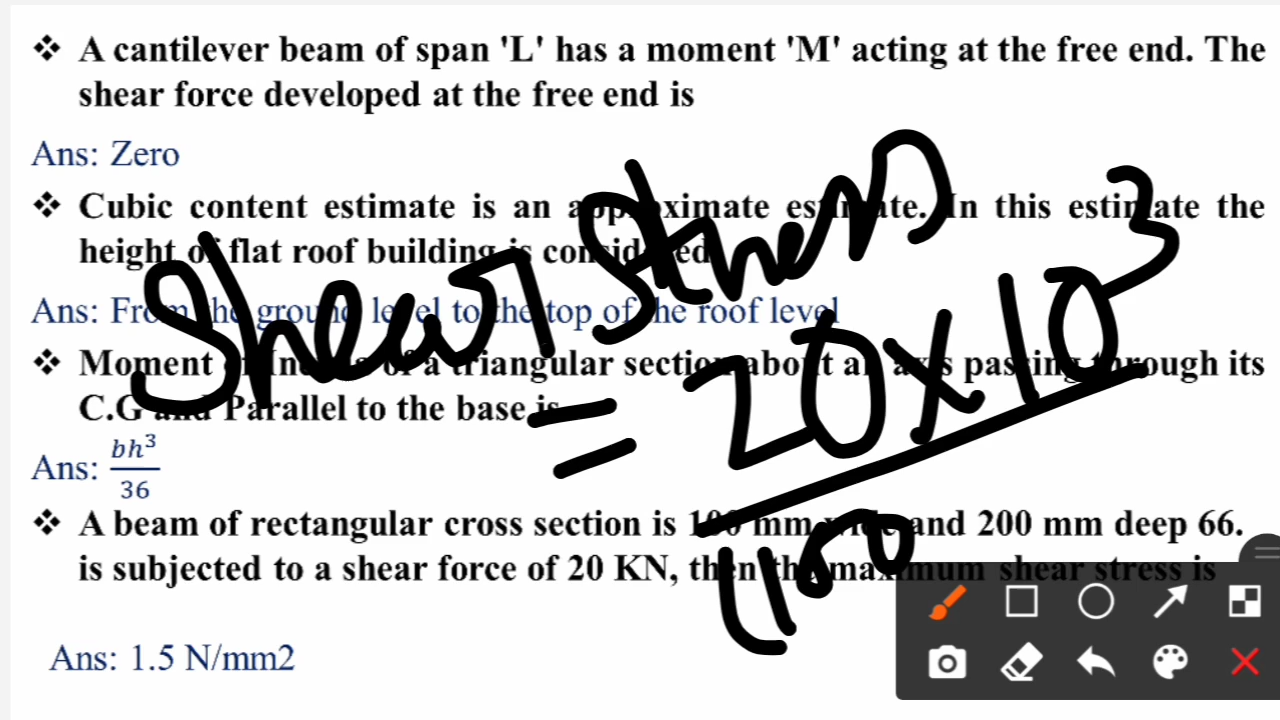 ❖ A cantilever beam of span 'L' has a moment 'M' acting at the free end. The
shear force developed at the free end is
Ans: Zero
❖ Cubic content estimate is an approximate estimate. In this estimate the
height of flat roof building is considered
Ans: From the ground level to the top of the roof level
❖ Moment of Inertia of a triangular section about an axis passing through its
C.G and Parallel to the base is
Ans: bh³/36
❖ A beam of rectangular cross section is 100 mm wide and 200 mm deep 66.
is subjected to a shear force of 20 KN, then the maximum shear stress is
Ans: 1.5 N/mm2
Shear Stress
= 20 × 10³
(100